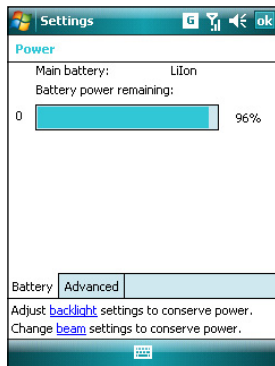 Settings G ok
Power
Main battery: LiIon
Battery power remaining:
0 96%
Battery Advanced
Adjust backlight settings to conserve power.
Change beam settings to conserve power.